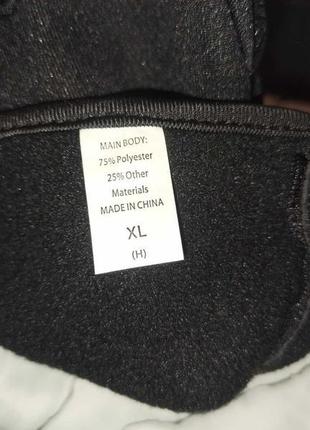 MAIN BODY:
75% Polyester
25% Other
Materials
MADE IN CHINA
XL
(H)